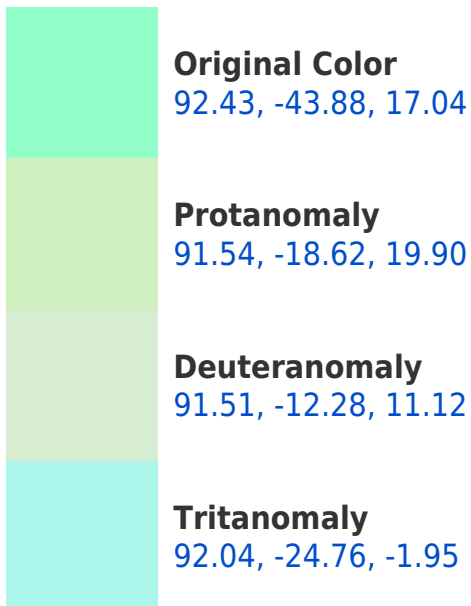 Original Color
92.43, -43.88, 17.04
Protanomaly
91.54, -18.62, 19.90
Deuteranomaly
91.51, -12.28, 11.12
Tritanomaly
92.04, -24.76, -1.95